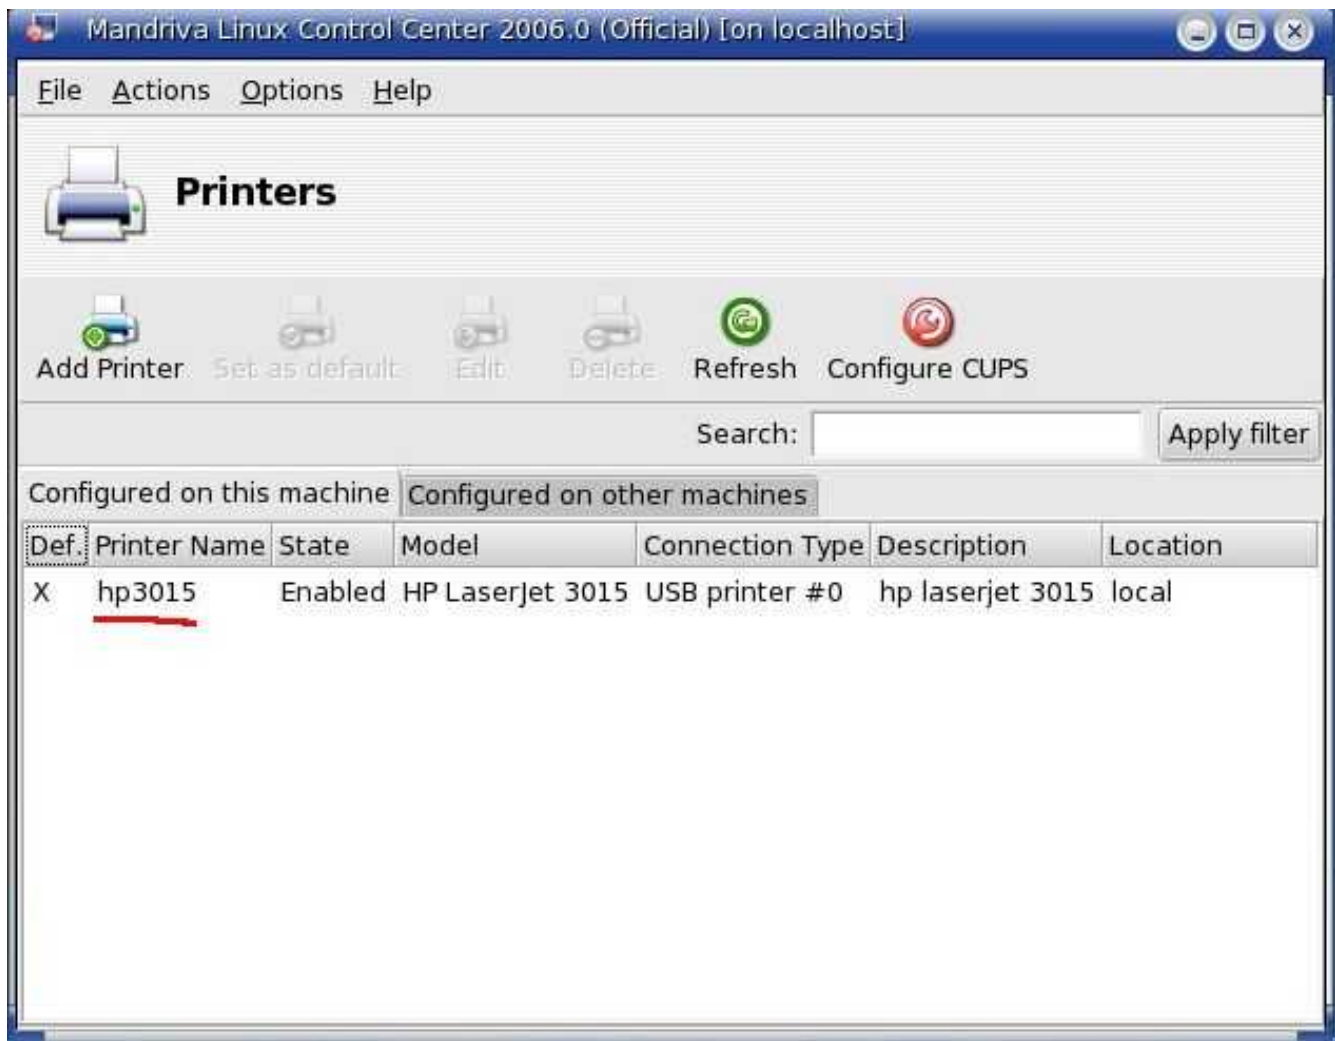 Mandriva Linux Control Center 2006.0 (Official) [on localhost]
File Actions Options Help
Printers
Add Printer Set as default Edit Delete Refresh Configure CUPS
Search: Apply filter
Configured on this machine Configured on other machines
Def. Printer Name State Model Connection Type Description Location
X hp3015 Enabled HP LaserJet 3015 USB printer #0 hp laserjet 3015 local